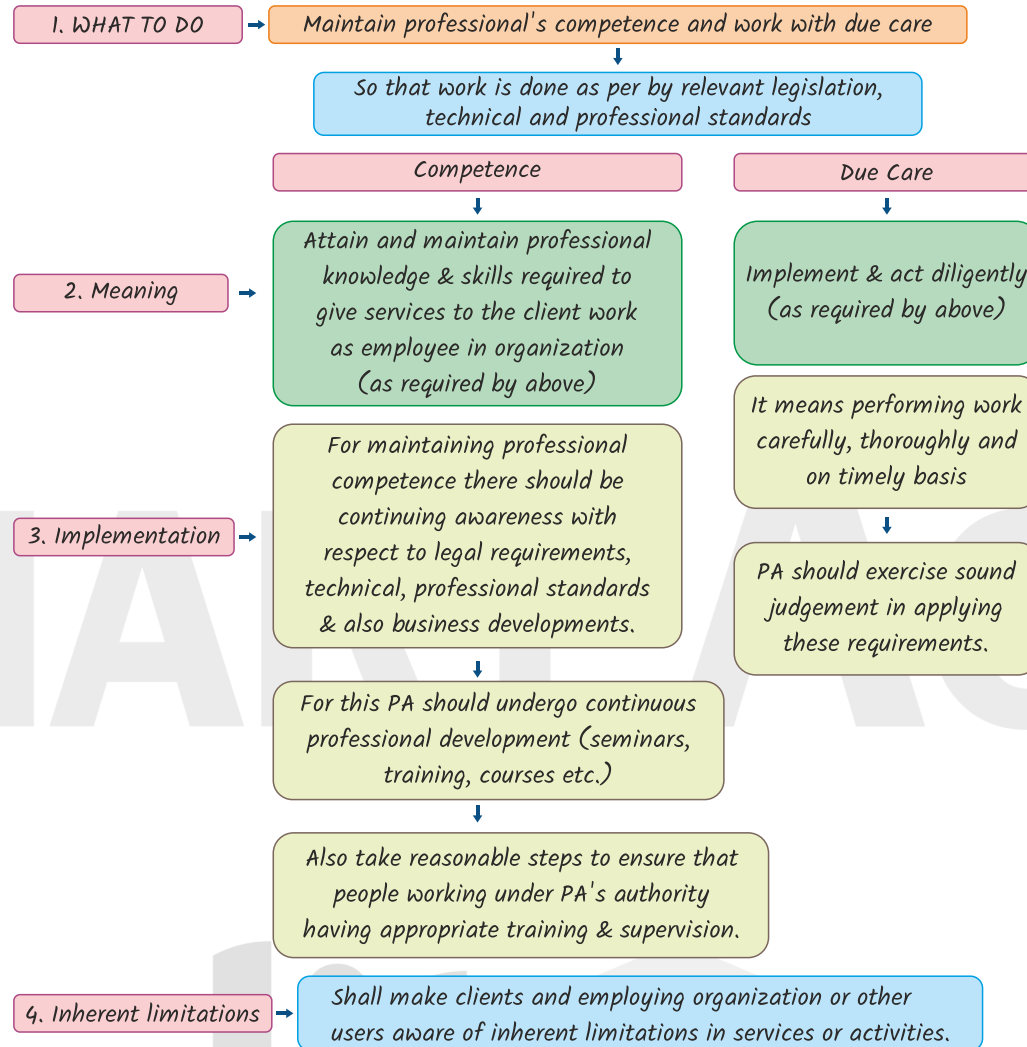 1. WHAT TO DO
Maintain professional's competence and work with due care
So that work is done as per by relevant legislation,
technical and professional standards
Competence
Due Care
2. Meaning
Attain and maintain professional
knowledge & skills required to
give services to the client work
as employee in organization
(as required by above)
Implement & act diligently
(as required by above)
3. Implementation
For maintaining professional
competence there should be
continuing awareness with
respect to legal requirements,
technical, professional standards
& also business developments.
For this PA should undergo continuous
professional development (seminars,
training, courses etc.)
Also take reasonable steps to ensure that
people working under PA's authority
having appropriate training & supervision.
It means performing work
carefully, thoroughly and
on timely basis
PA should exercise sound
judgement in applying
these requirements.
4. Inherent limitations
Shall make clients and employing organization or other
users aware of inherent limitations in services or activities.